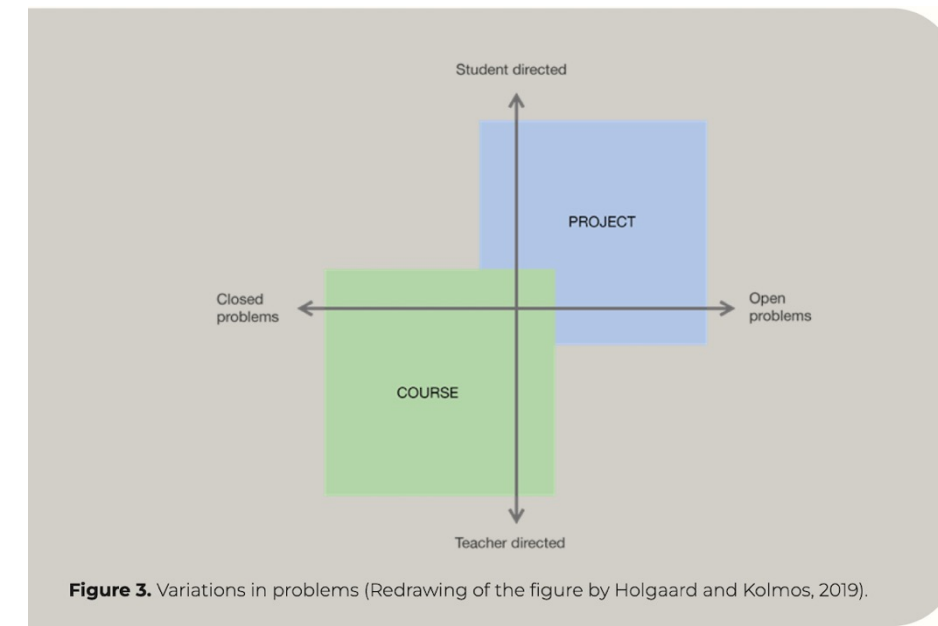 Student directed
PROJECT
Closed
problems
Open
problems
COURSE
Teacher directed
Figure 3. Variations in problems (Redrawing of the figure by Holgaard and Kolmos, 2019).